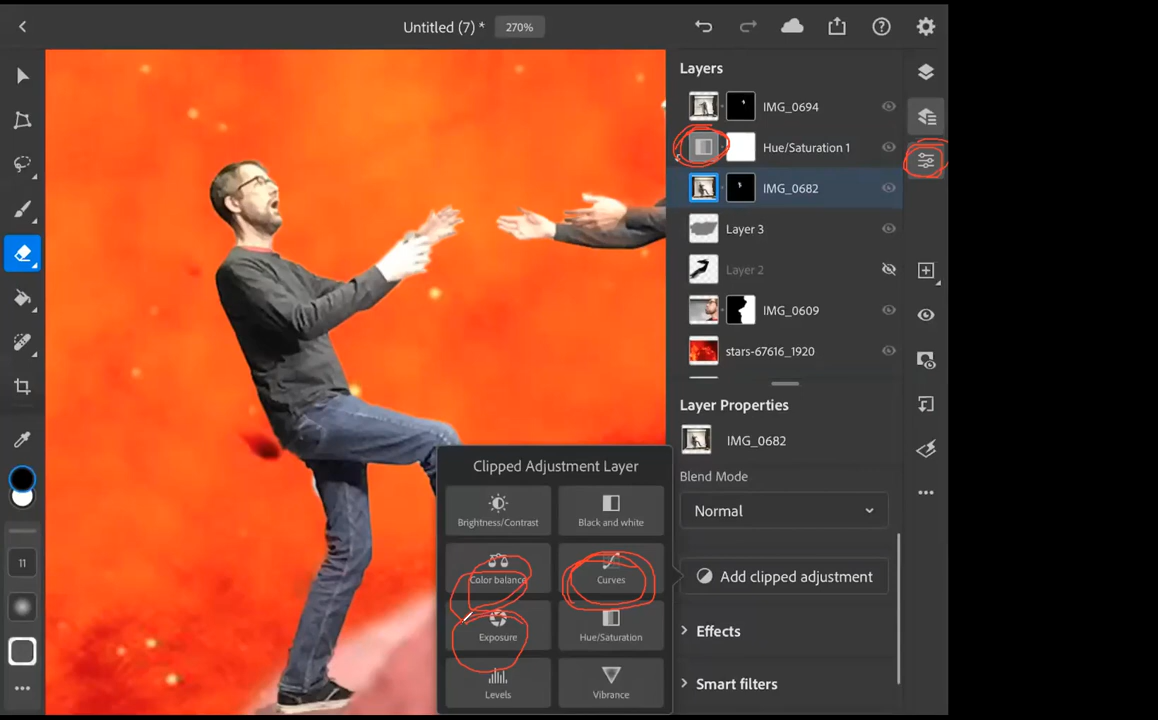 Untitled (7) *
270%
Layers
IMG_0694
Hue/Saturation 1
IMG_0682
Layer 3
Layer 2
IMG_0609
stars-67616_1920
Layer Properties
IMG_0682
Blend Mode
Normal
Add clipped adjustment
Effects
Smart filters
Clipped Adjustment Layer
Brightness/Contrast
Black and white
Color balance
Curves
Exposure
Hue/Saturation
Levels
Vibrance
11